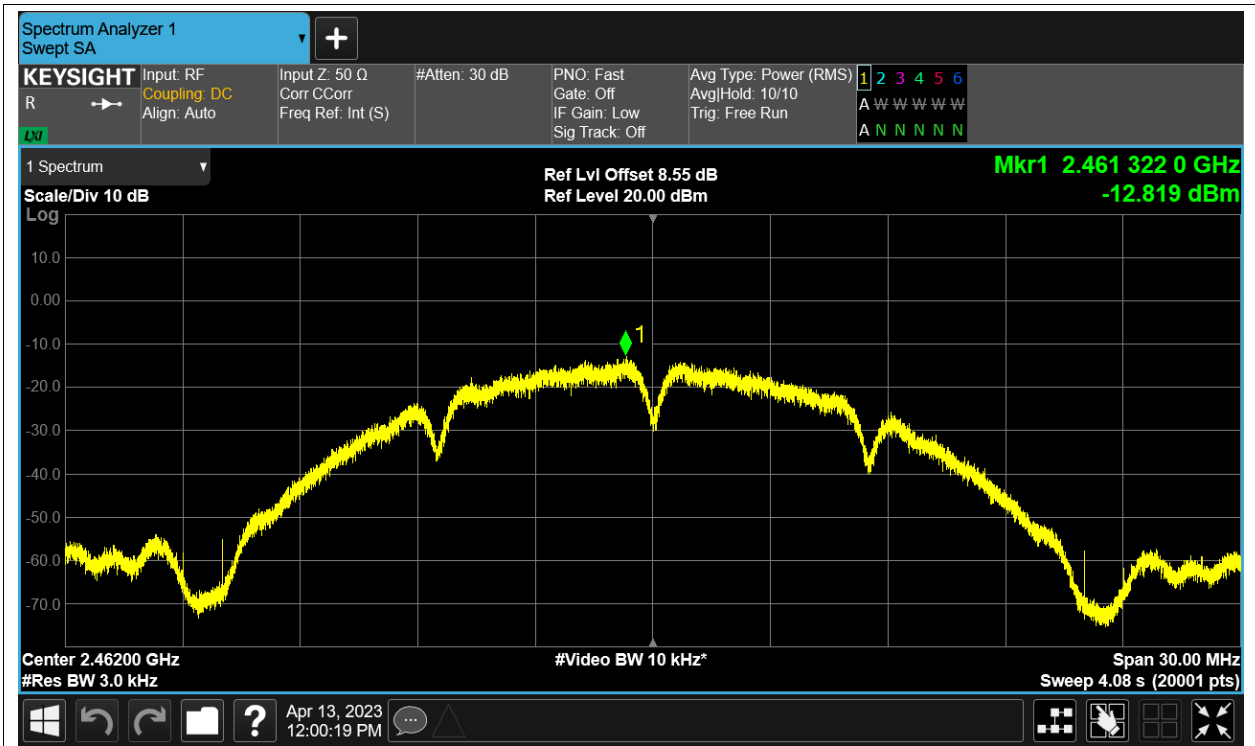 Spectrum Analyzer 1
Swept SA
+
KEYSIGHT
R
LXI
Input: RF
Coupling: DC
Align: Auto
Input Z: 50 Ω
Corr CCorr
Freq Ref: Int (S)
#Atten: 30 dB
PNO: Fast
Gate: Off
IF Gain: Low
Sig Track: Off
Avg Type: Power (RMS)
Avg|Hold: 10/10
Trig: Free Run
1 2 3 4 5 6
A W W W W W
A N N N N N
1 Spectrum
Scale/Div 10 dB
Log
Ref Lvl Offset 8.55 dB
Ref Level 20.00 dBm
Mkr1 2.461 322 0 GHz
-12.819 dBm
10.0
0.00
-10.0
-20.0
-30.0
-40.0
-50.0
-60.0
-70.0
1
Center 2.46200 GHz
#Res BW 3.0 kHz
#Video BW 10 kHz*
Span 30.00 MHz
Sweep 4.08 s (20001 pts)
?
Apr 13, 2023
12:00:19 PM